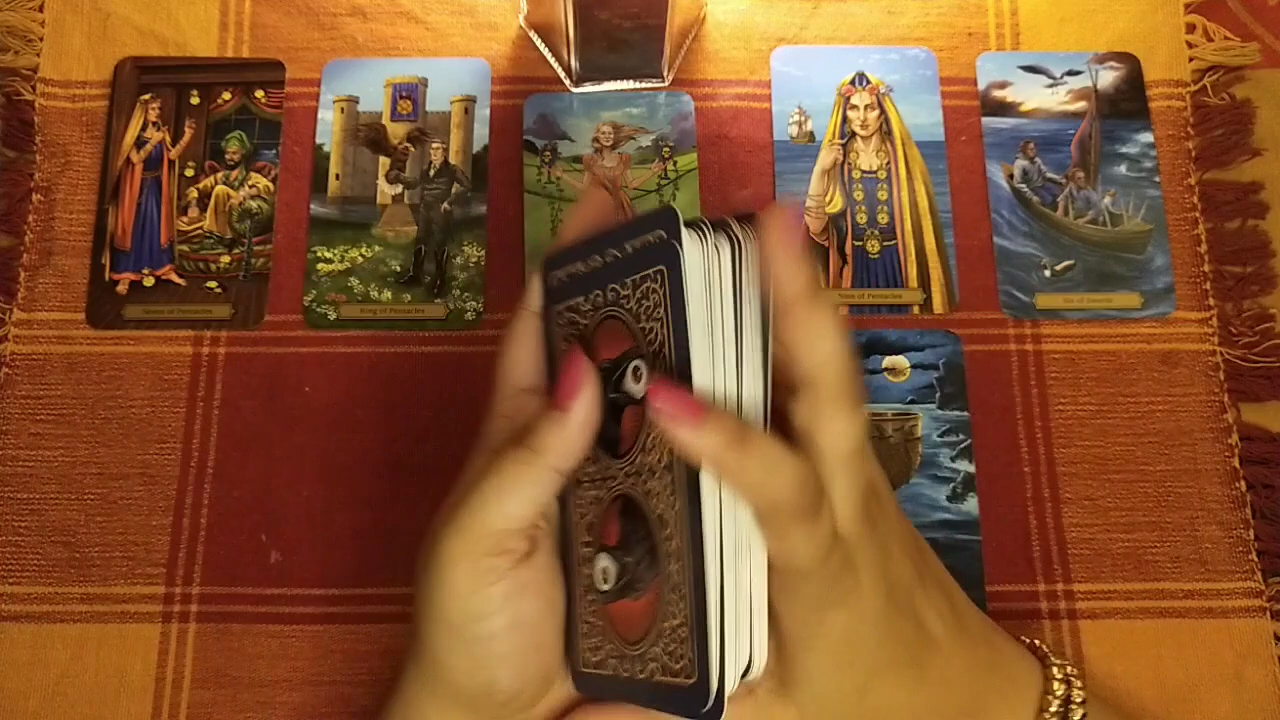 Seven of Pentacles
King of Pentacles
Nine of Pentacles
Six of Swords